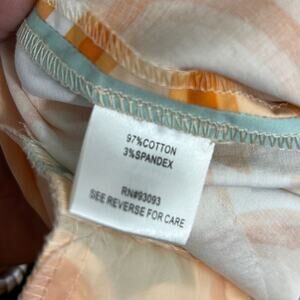 97%COTTON
3%SPANDEX
RN#93093
SEE REVERSE FOR CARE